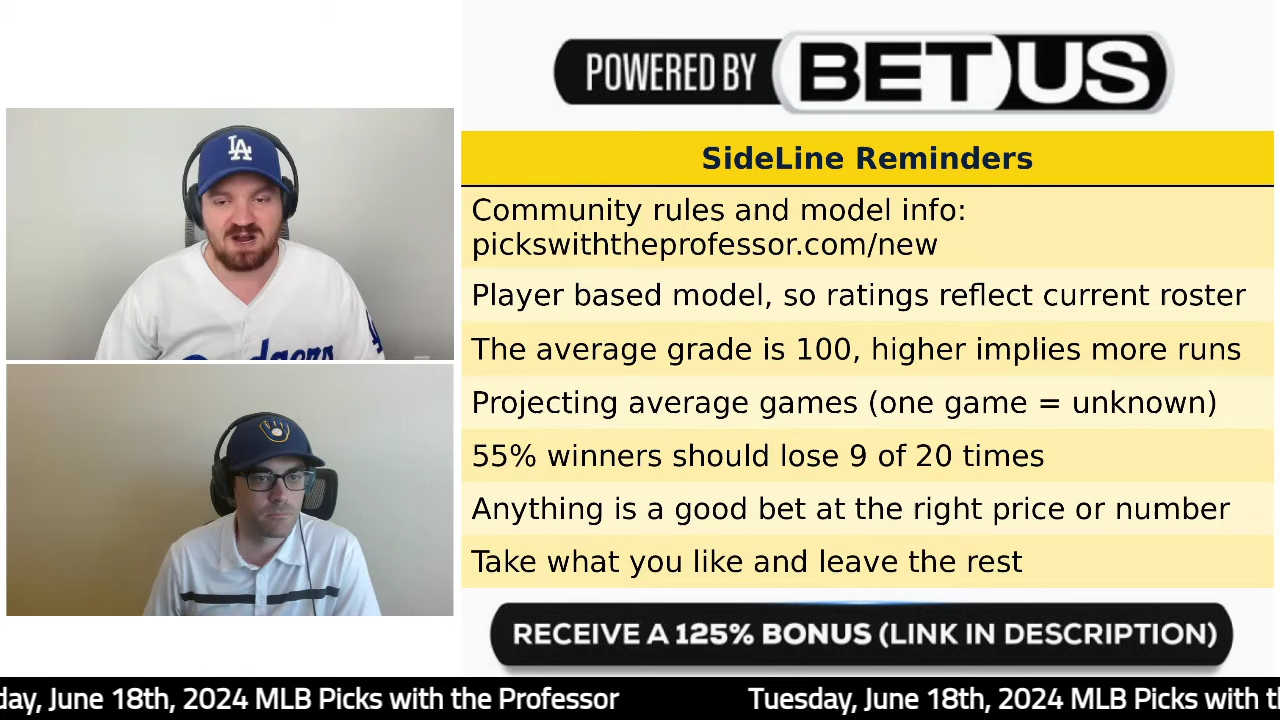 POWERED BY BETUS
SideLine Reminders
Community rules and model info:
pickswiththeprofessor.com/new
Player based model, so ratings reflect current roster
The average grade is 100, higher implies more runs
Projecting average games (one game = unknown)
55% winners should lose 9 of 20 times
Anything is a good bet at the right price or number
Take what you like and leave the rest
RECEIVE A 125% BONUS (LINK IN DESCRIPTION)
LA
Dodgers
day, June 18th, 2024 MLB Picks with the Professor Tuesday, June 18th, 2024 MLB Picks with t